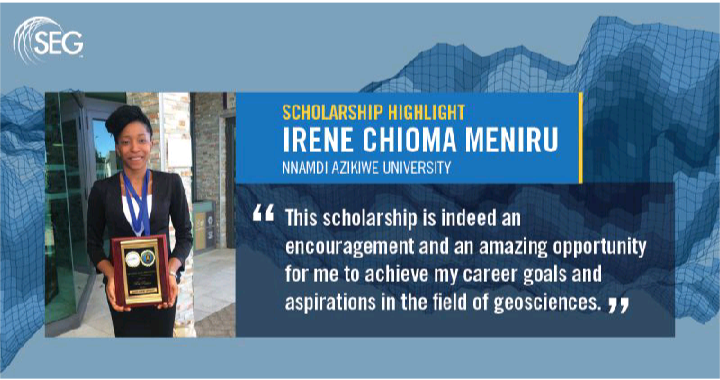 SEG
SCHOLARSHIP HIGHLIGHT
IRENE CHIOMA MENIRU
NNAMDI AZIKIWE UNIVERSITY
“ This scholarship is indeed an
encouragement and an amazing opportunity
for me to achieve my career goals and
aspirations in the field of geosciences. ”